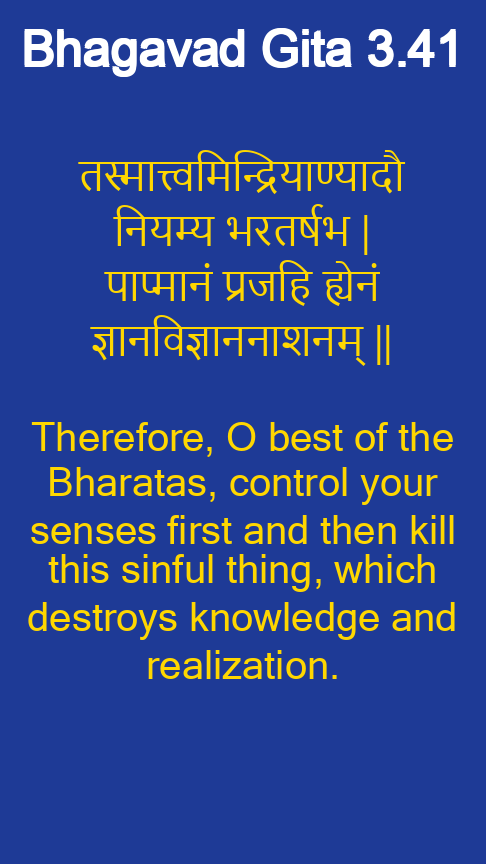 Bhagavad Gita 3.41
तस्मात्त्वमिन्द्रियाण्यादौ
नियम्य भरतर्षभ |
पाप्मानं प्रजहि ह्येनं
ज्ञानविज्ञाननाशनम् ||
Therefore, O best of the
Bharatas, control your
senses first and then kill
this sinful thing, which
destroys knowledge and
realization.